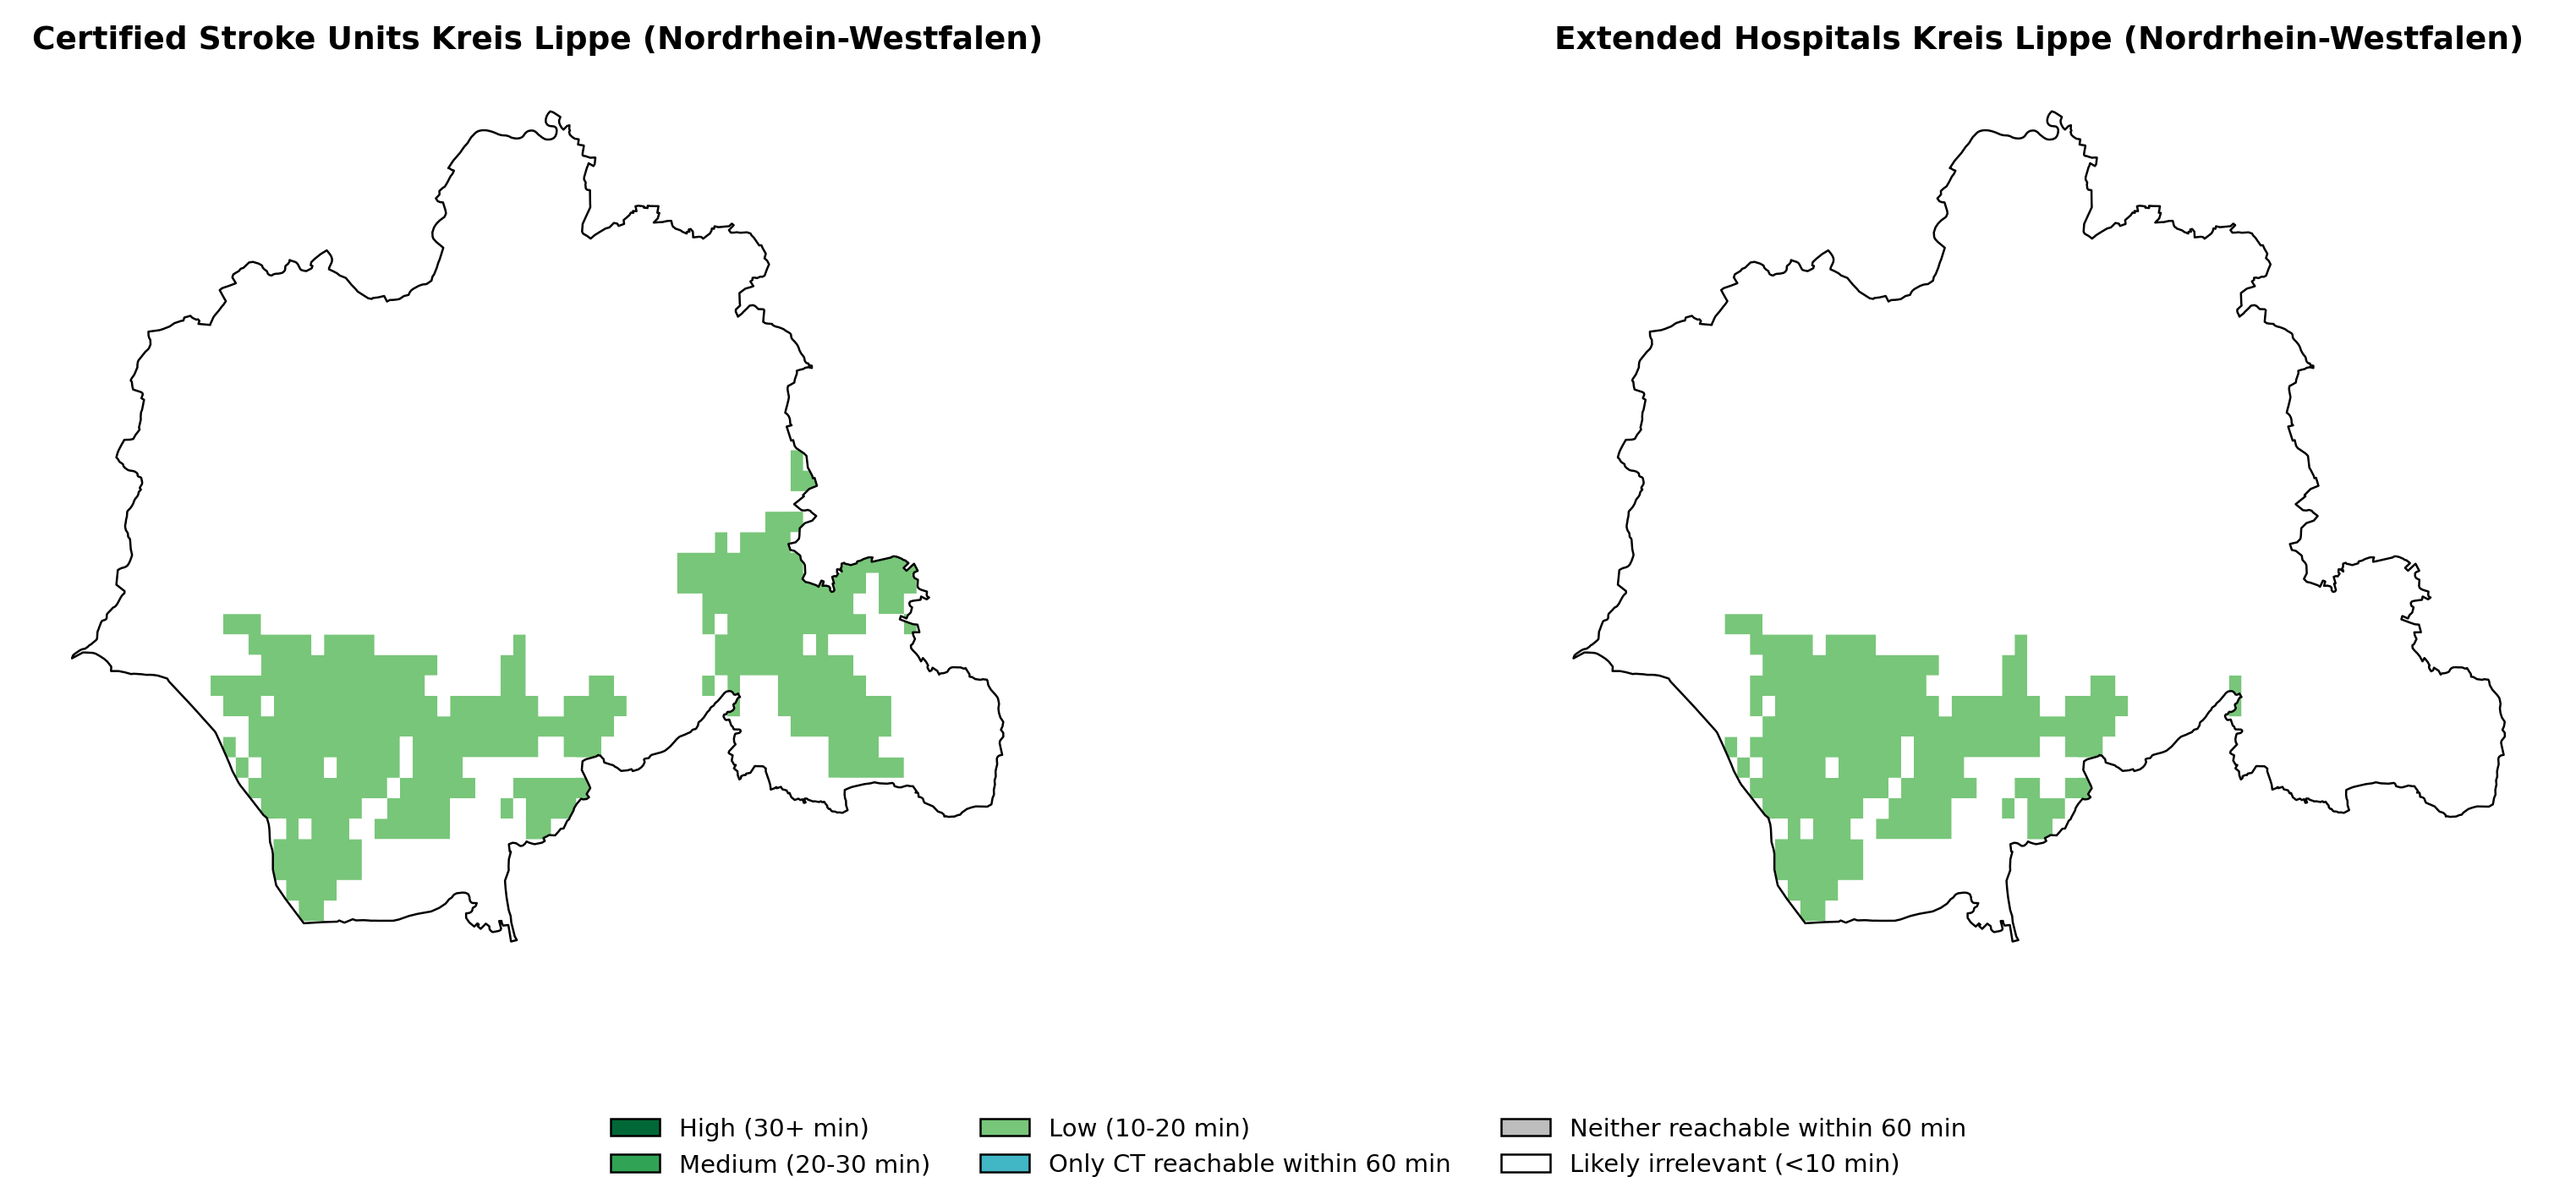 Certified Stroke Units Kreis Lippe (Nordrhein-Westfalen)
Extended Hospitals Kreis Lippe (Nordrhein-Westfalen)
High (30+ min)
Medium (20-30 min)
Low (10-20 min)
Only CT reachable within 60 min
Neither reachable within 60 min
Likely irrelevant (<10 min)